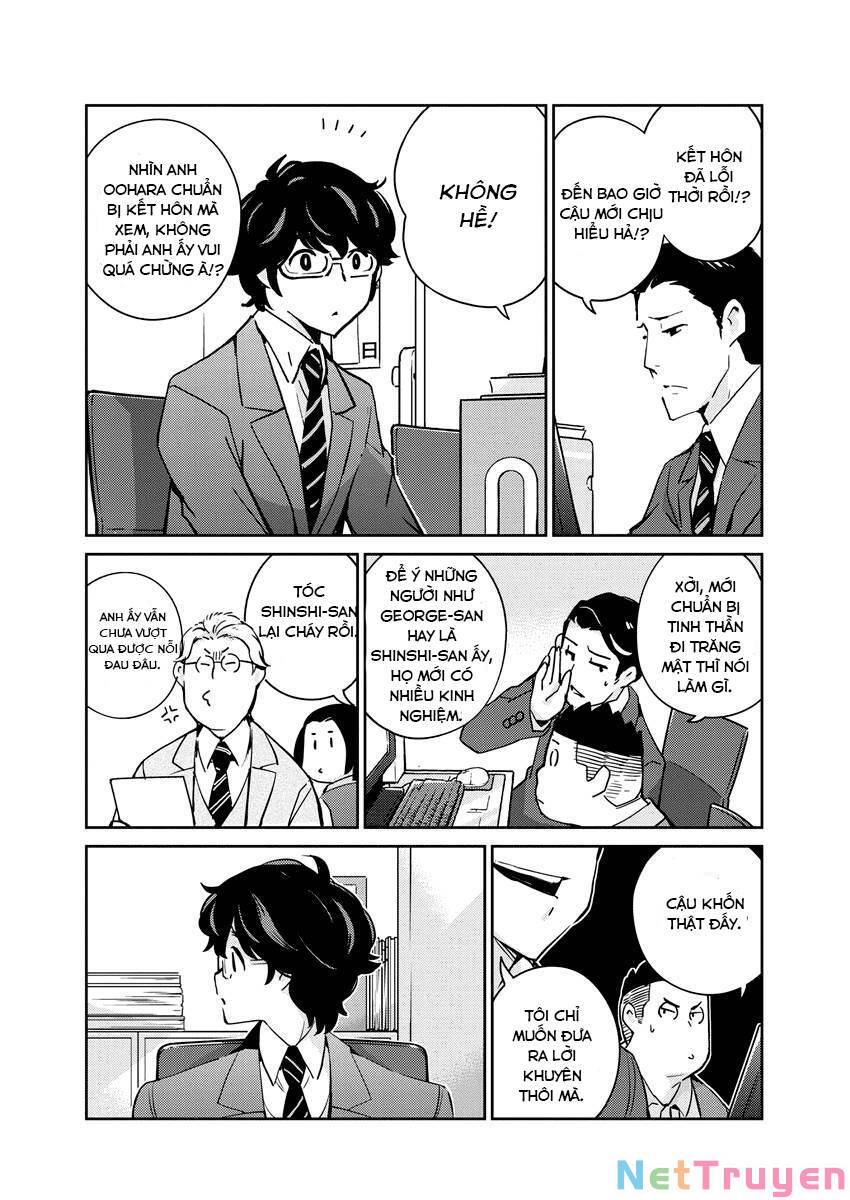 KẾT HÔN
ĐÃ LỖI
THỜI RỒI!?
ĐẾN BAO GIỜ
CẬU MỚI CHỊU
HIỂU HẢ!?
KHÔNG
HỀ!
NHÌN ANH
OOHARA CHUẨN
BỊ KẾT HÔN MÀ
XEM, KHÔNG
PHẢI ANH ẤY VUI
QUÁ CHỪNG À!?
XỜI, MỚI
CHUẨN BỊ
TINH THẦN
ĐI TRĂNG
MẬT THÌ NÓI
LÀM GÌ.
ĐỂ Ý NHỮNG
NGƯỜI NHƯ
GEORGE-SAN
HAY LÀ
SHINSHI-SAN ẤY,
HỌ MỚI CÓ
NHIỀU KINH
NGHIỆM.
TÓC
SHINSHI-SAN
LẠI CHÁY RỒI.
ANH ẤY VẪN
CHƯA VƯỢT
QUA ĐƯỢC NỖI
ĐAU ĐÂU.
CẬU KHỐN
THẬT ĐẤY.
TÔI CHỈ
MUỐN ĐƯA
RA LỜI
KHUYÊN
THÔI MÀ.
NetTruyen